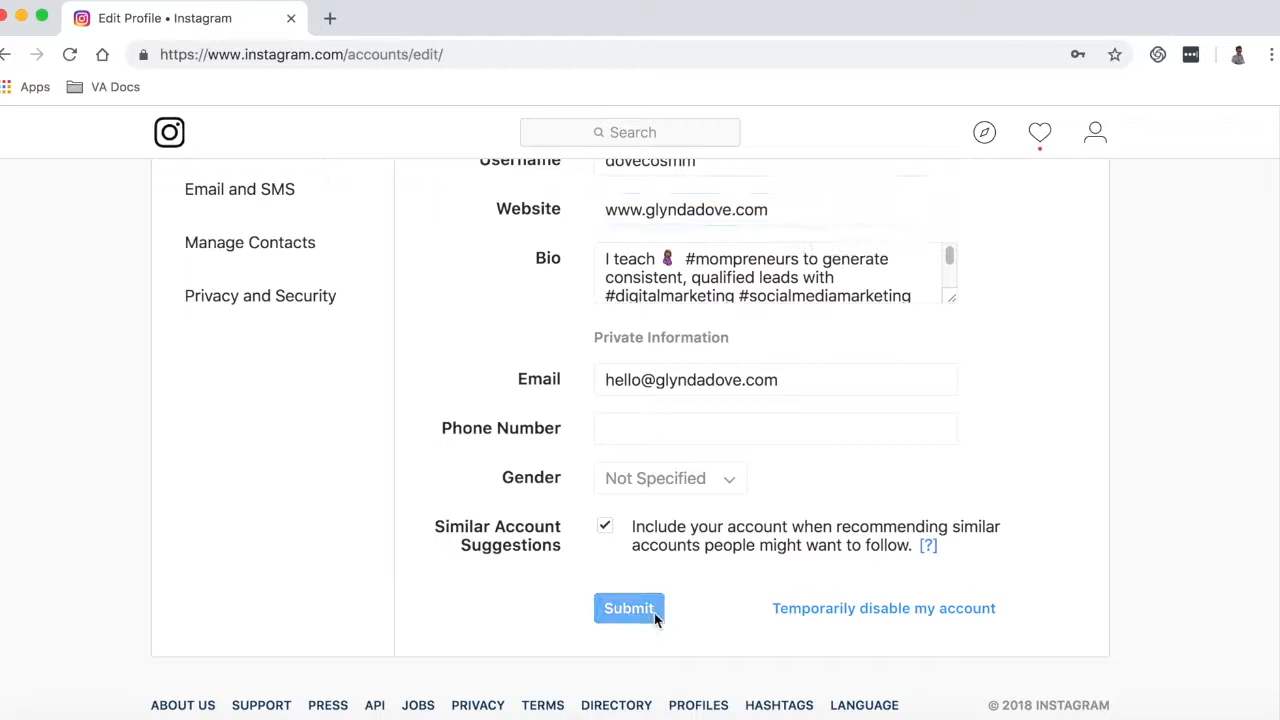 Edit Profile • Instagram
https://www.instagram.com/accounts/edit/
Apps VA Docs
Search
Username dovecosmm
Email and SMS
Website www.glyndadove.com
Manage Contacts
Bio I teach #mompreneurs to generate
consistent, qualified leads with
#digitalmarketing #socialmediamarketing
Privacy and Security
Private Information
Email hello@glyndadove.com
Phone Number
Gender Not Specified
Similar Account Include your account when recommending similar
Suggestions accounts people might want to follow. [?]
Submit Temporarily disable my account
ABOUT US SUPPORT PRESS API JOBS PRIVACY TERMS DIRECTORY PROFILES HASHTAGS LANGUAGE © 2018 INSTAGRAM